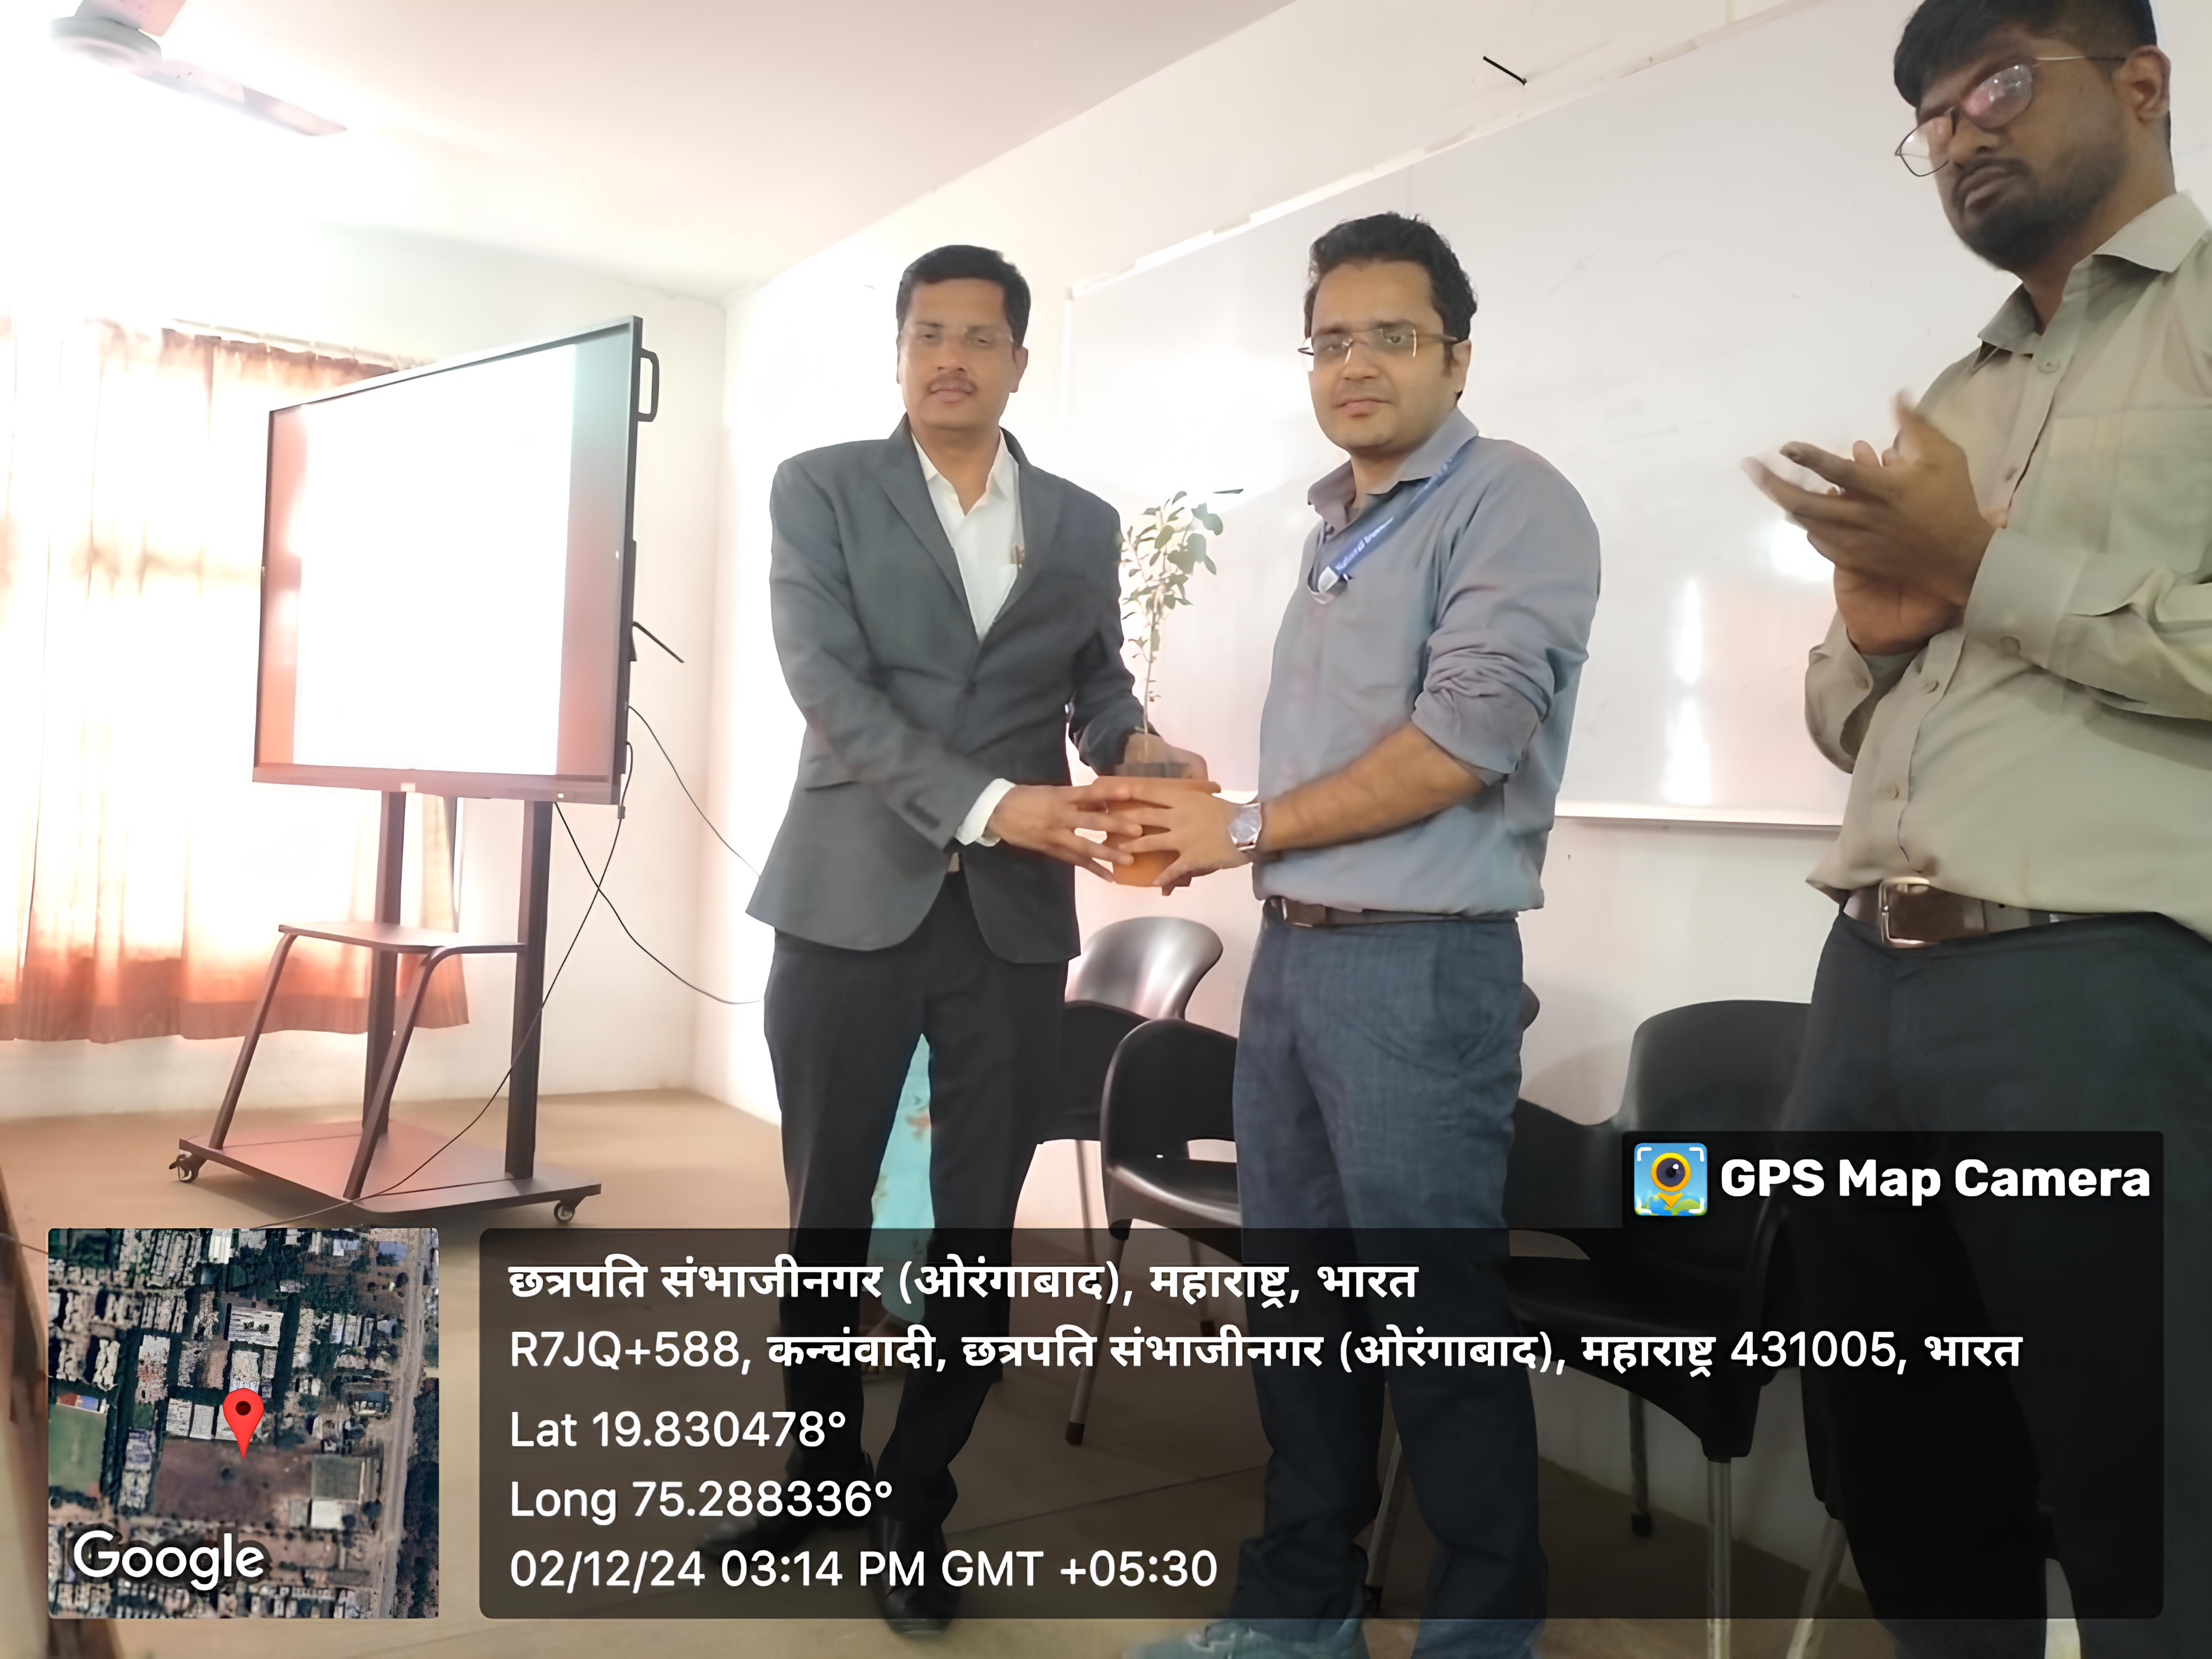 GPS Map Camera
छत्रपति संभाजीनगर (ओरंगाबाद), महाराष्ट्र, भारत
R7JQ+588, कन्चंवादी, छत्रपति संभाजीनगर (ओरंगाबाद), महाराष्ट्र 431005, भारत
Lat 19.830478°
Long 75.288336°
02/12/24 03:14 PM GMT +05:30
Google